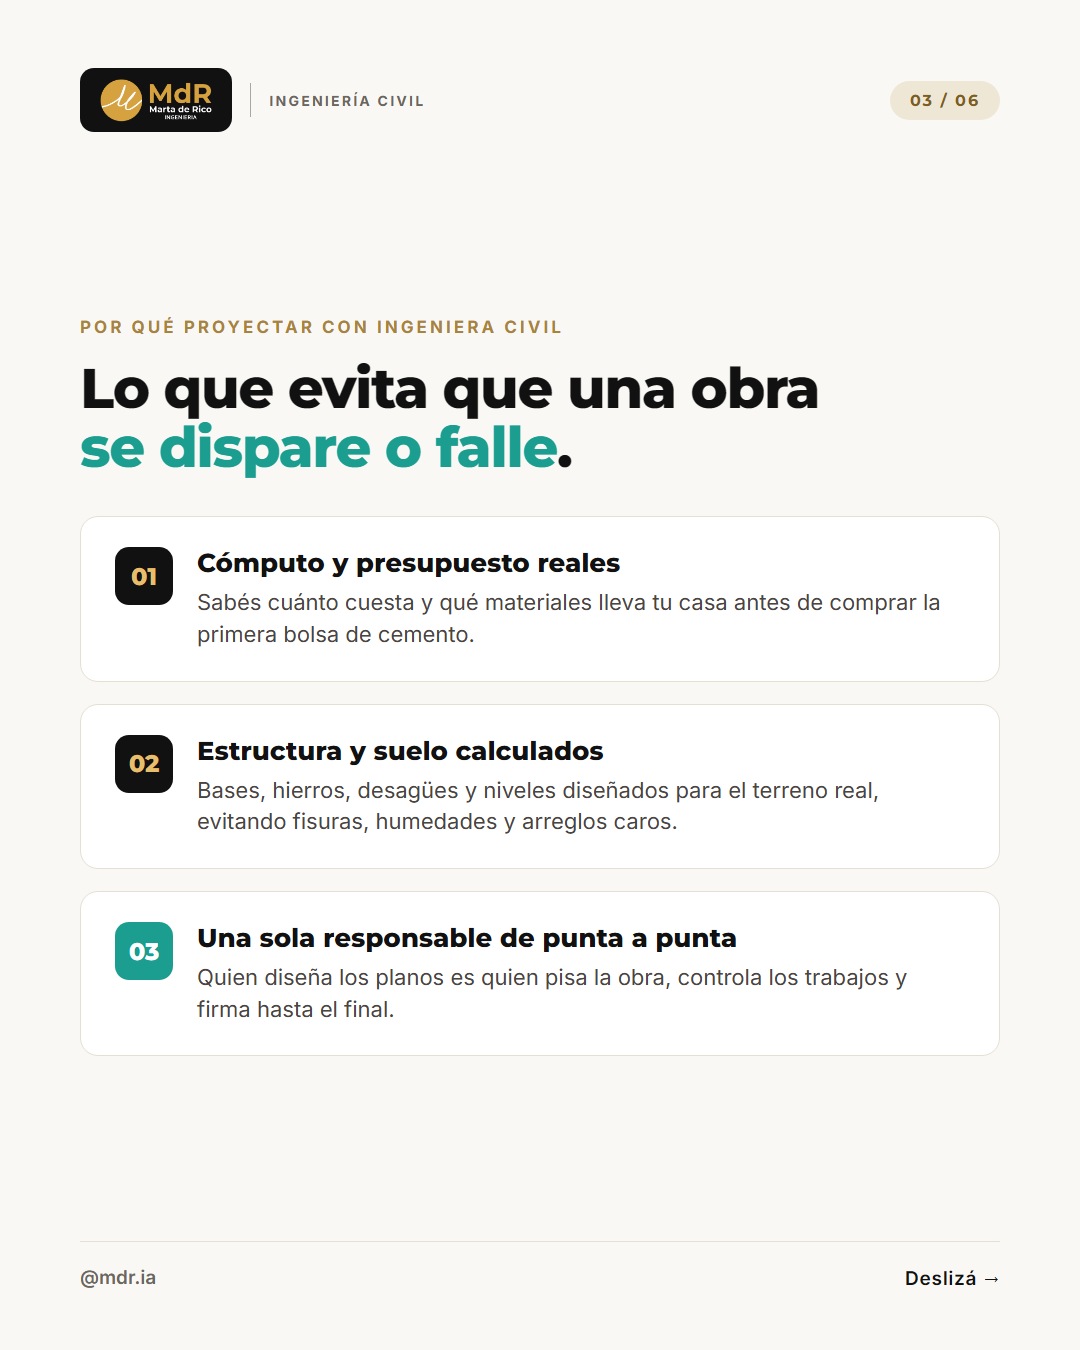 MdR
Marta de Rico
INGENIERIA
INGENIERÍA CIVIL
03 / 06
POR QUÉ PROYECTAR CON INGENIERA CIVIL
Lo que evita que una obra
se dispare o falle.
01
Cómputo y presupuesto reales
Sabés cuánto cuesta y qué materiales lleva tu casa antes de comprar la
primera bolsa de cemento.
02
Estructura y suelo calculados
Bases, hierros, desagües y niveles diseñados para el terreno real,
evitando fisuras, humedades y arreglos caros.
03
Una sola responsable de punta a punta
Quien diseña los planos es quien pisa la obra, controla los trabajos y
firma hasta el final.
@mdr.ia
Deslizá →